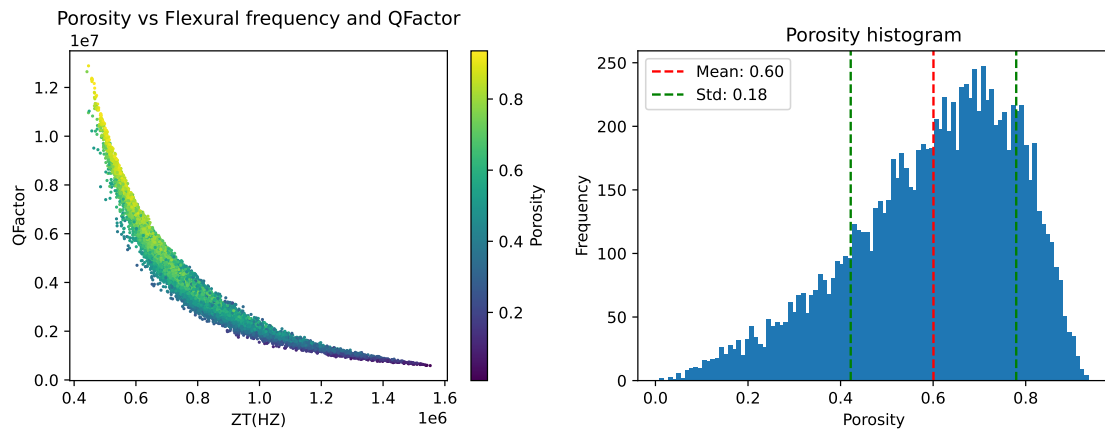 Porosity vs Flexural frequency and QFactor
1e7
1.2
1.0
0.8
0.6
0.4
0.2
0.0
QFactor
0.4 0.6 0.8 1.0 1.2 1.4 1.6
1e6
ZT(HZ)
0.8
0.6
0.4
0.2
Porosity
Porosity histogram
Mean: 0.60
Std: 0.18
250
200
150
100
50
0
Frequency
0.0 0.2 0.4 0.6 0.8
Porosity